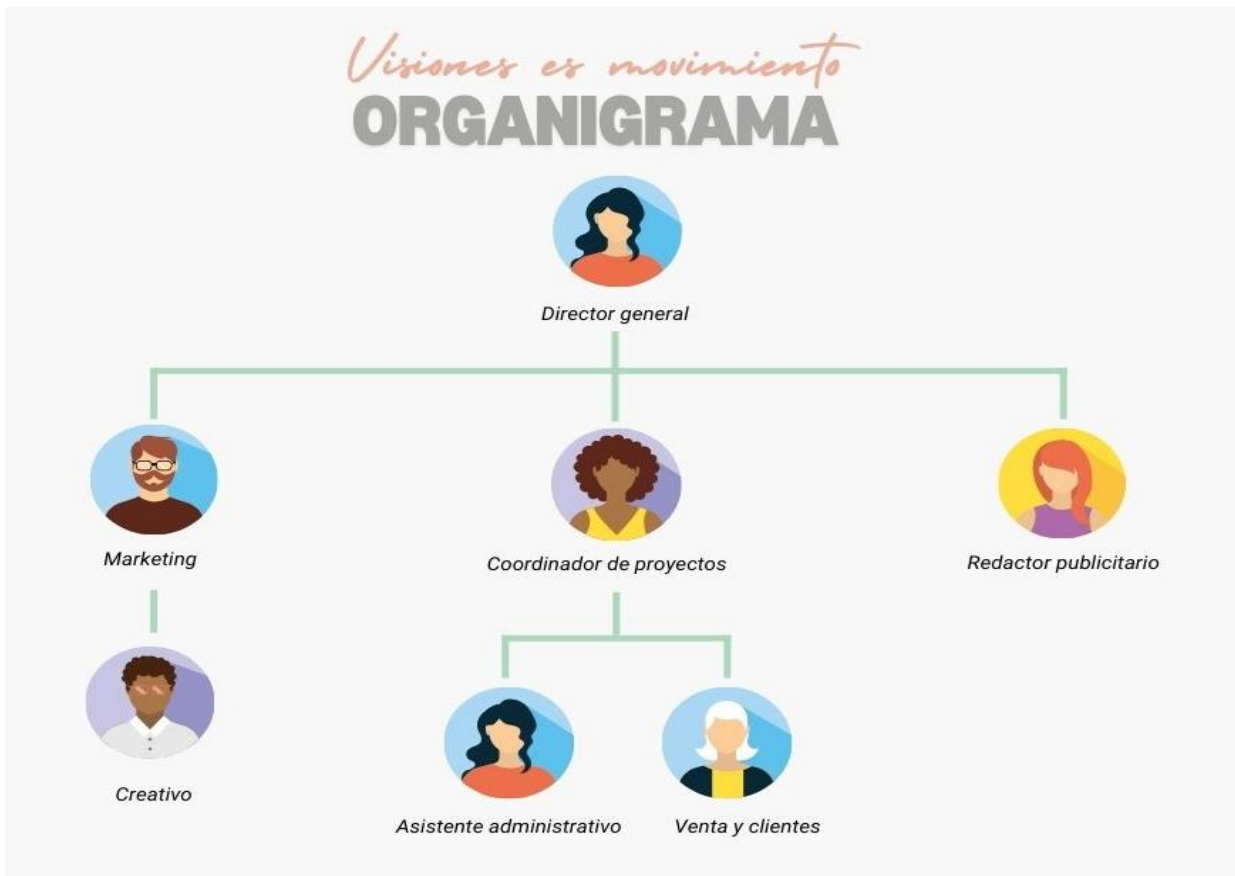 Visiones es movimiento
ORGANIGRAMA
Director general
Marketing
Coordinador de proyectos
Redactor publicitario
Creativo
Asistente administrativo
Venta y clientes